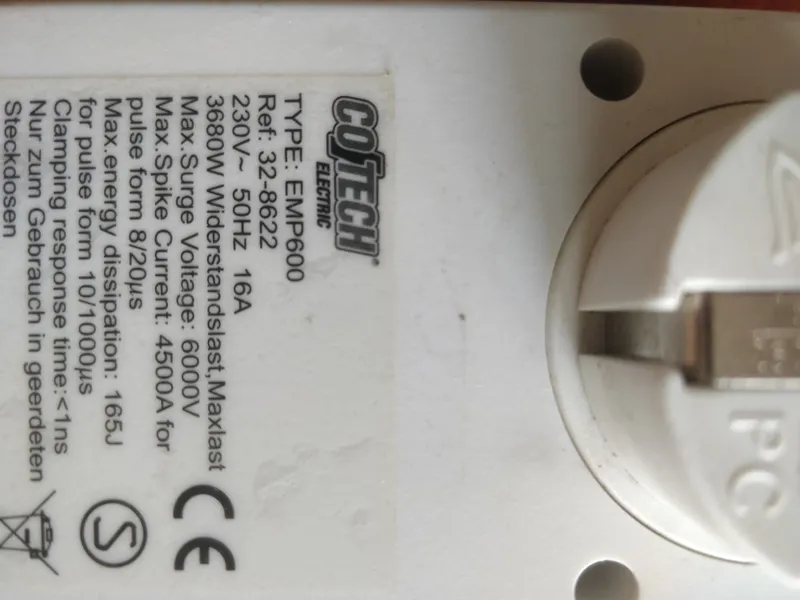 COTECH®
ELECTRIC
TYPE: EMP600
Ref: 32-8622
230V~ 50Hz 16A
3680W Widerstandslast,Maxlast
Max.Surge Voltage: 6000V
Max.Spike Current: 4500A for
pulse form 8/20µs
Max.energy dissipation: 165J
for pulse form 10/1000µs
Clamping response time:<1ns
Nur zum Gebrauch in geerdeten
Steckdosen
CE
S
PC